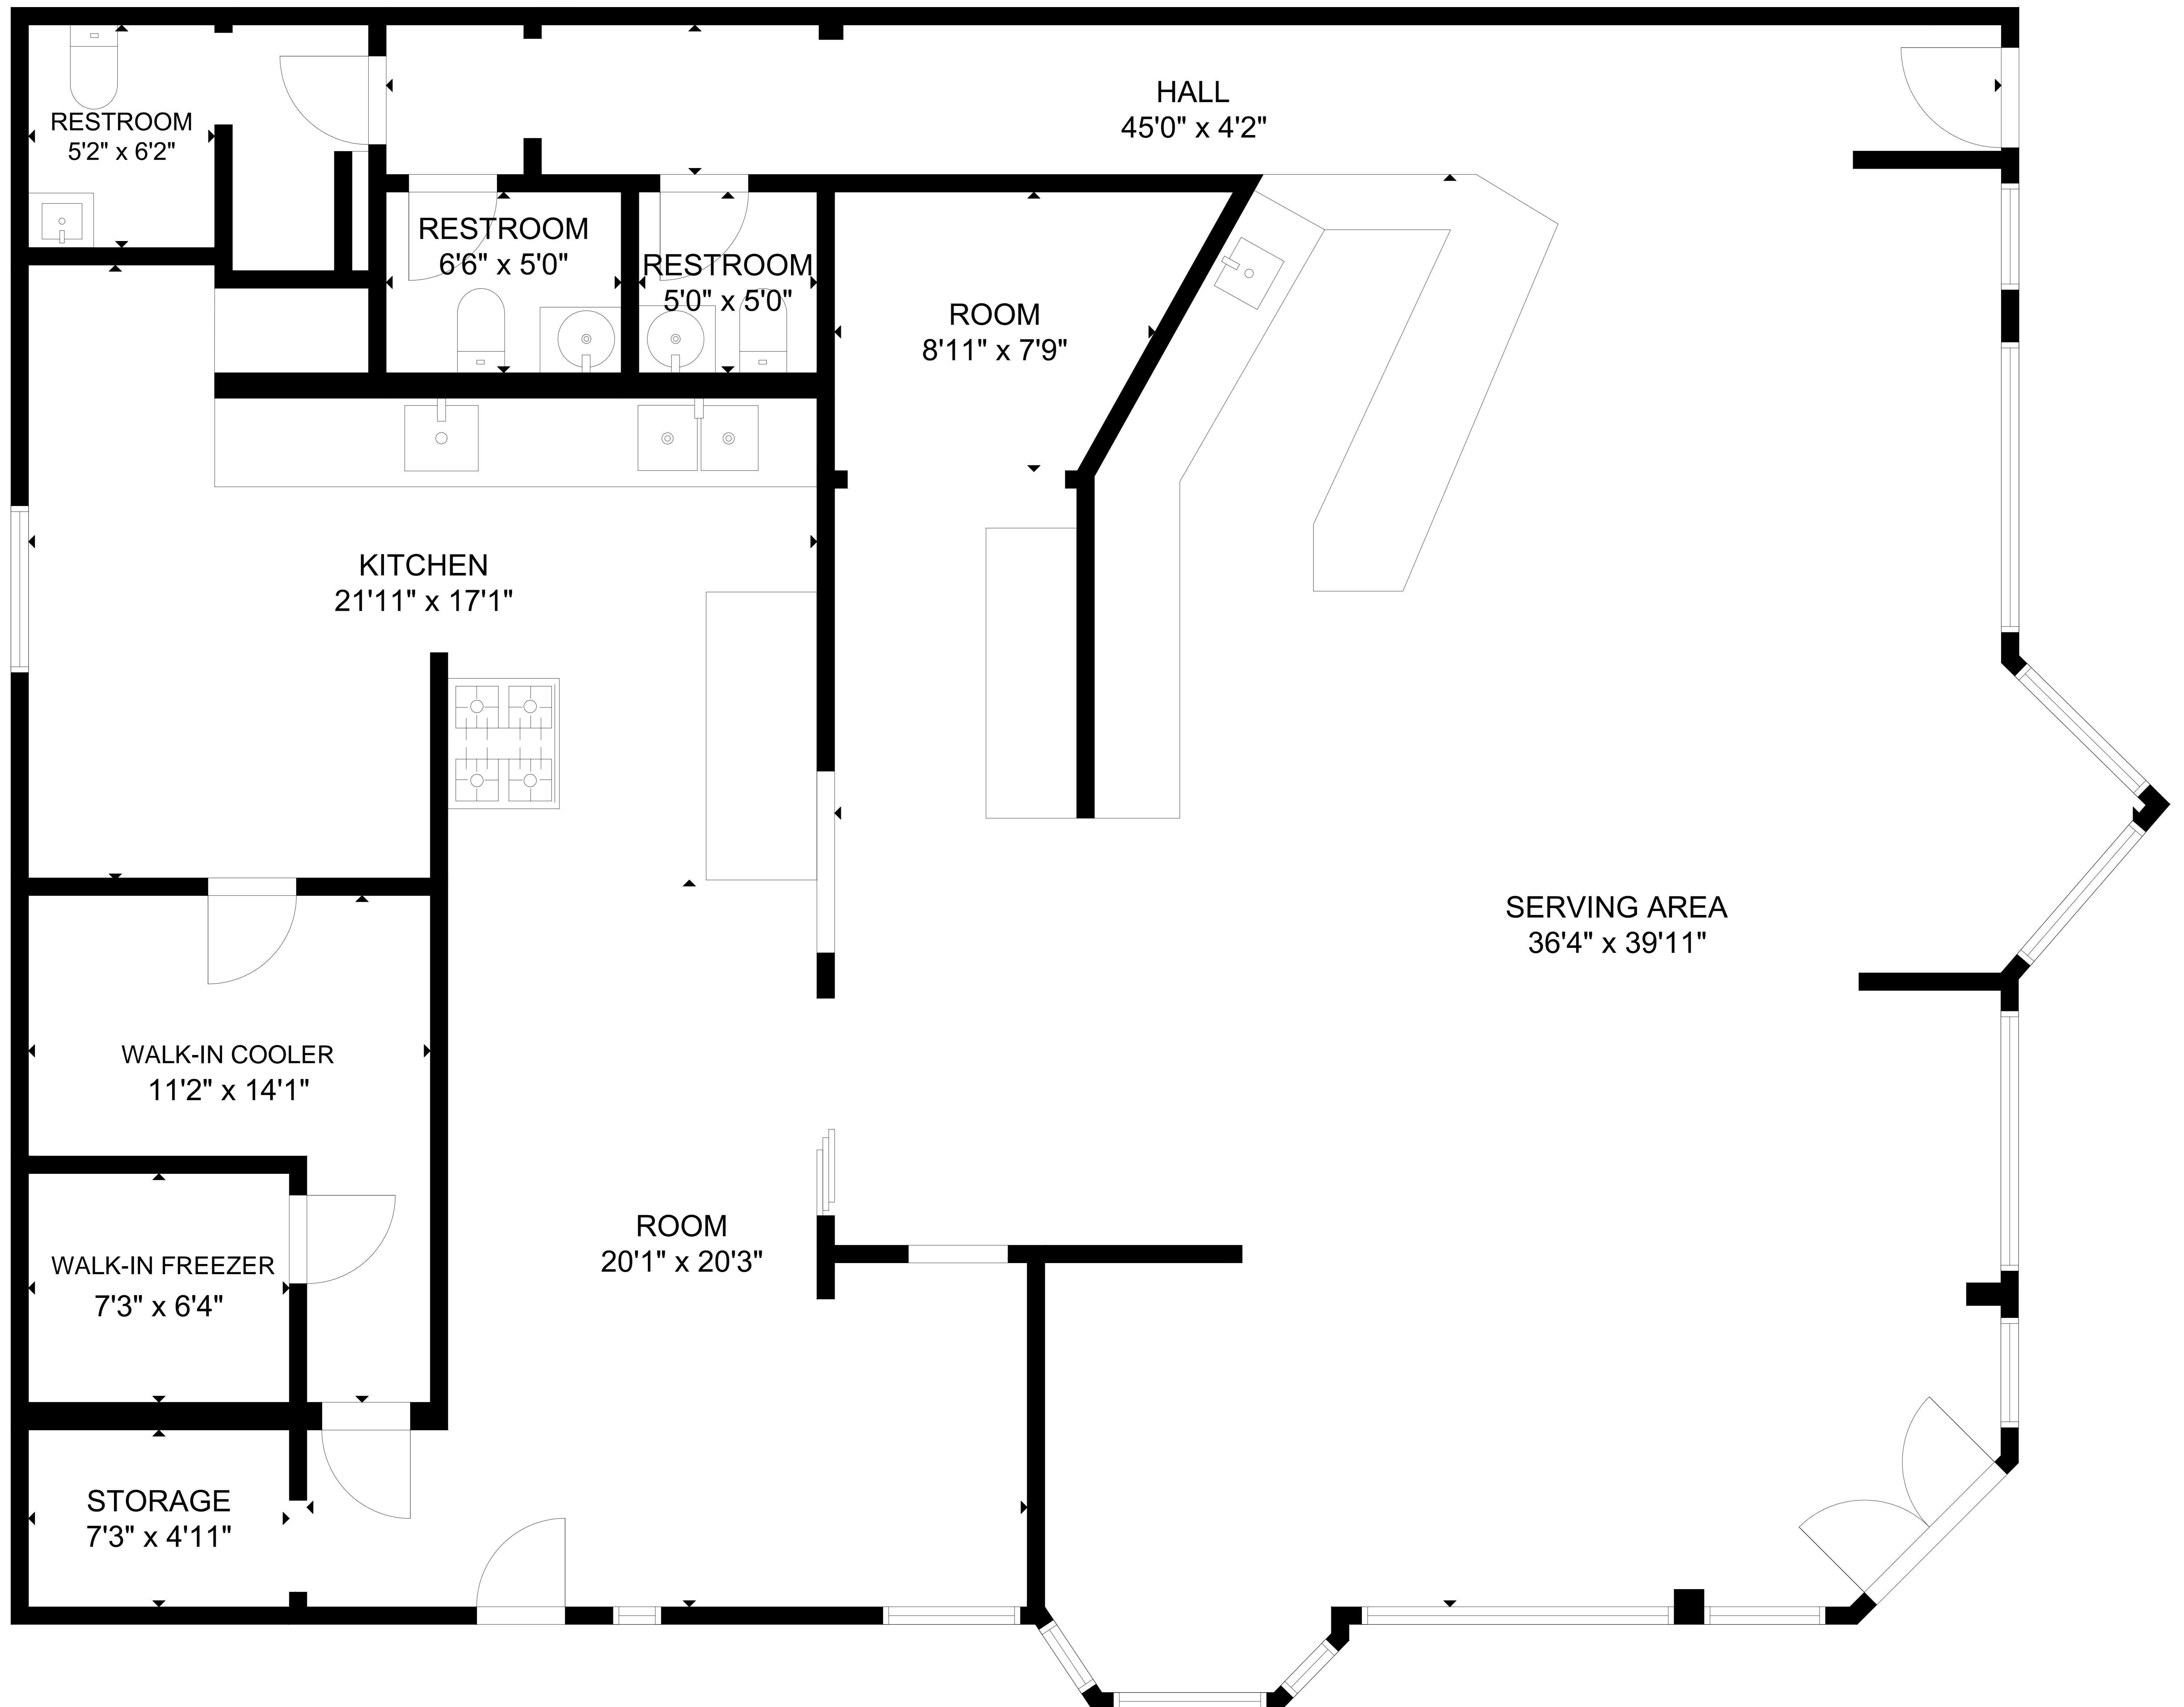 HALL
45'0" x 4'2"
RESTROOM
5'2" x 6'2"
RESTROOM
6'6" x 5'0"
RESTROOM
5'0" x 5'0"
ROOM
8'11" x 7'9"
KITCHEN
21'11" x 17'1"
SERVING AREA
36'4" x 39'11"
WALK-IN COOLER
11'2" x 14'1"
ROOM
20'1" x 20'3"
WALK-IN FREEZER
7'3" x 6'4"
STORAGE
7'3" x 4'11"